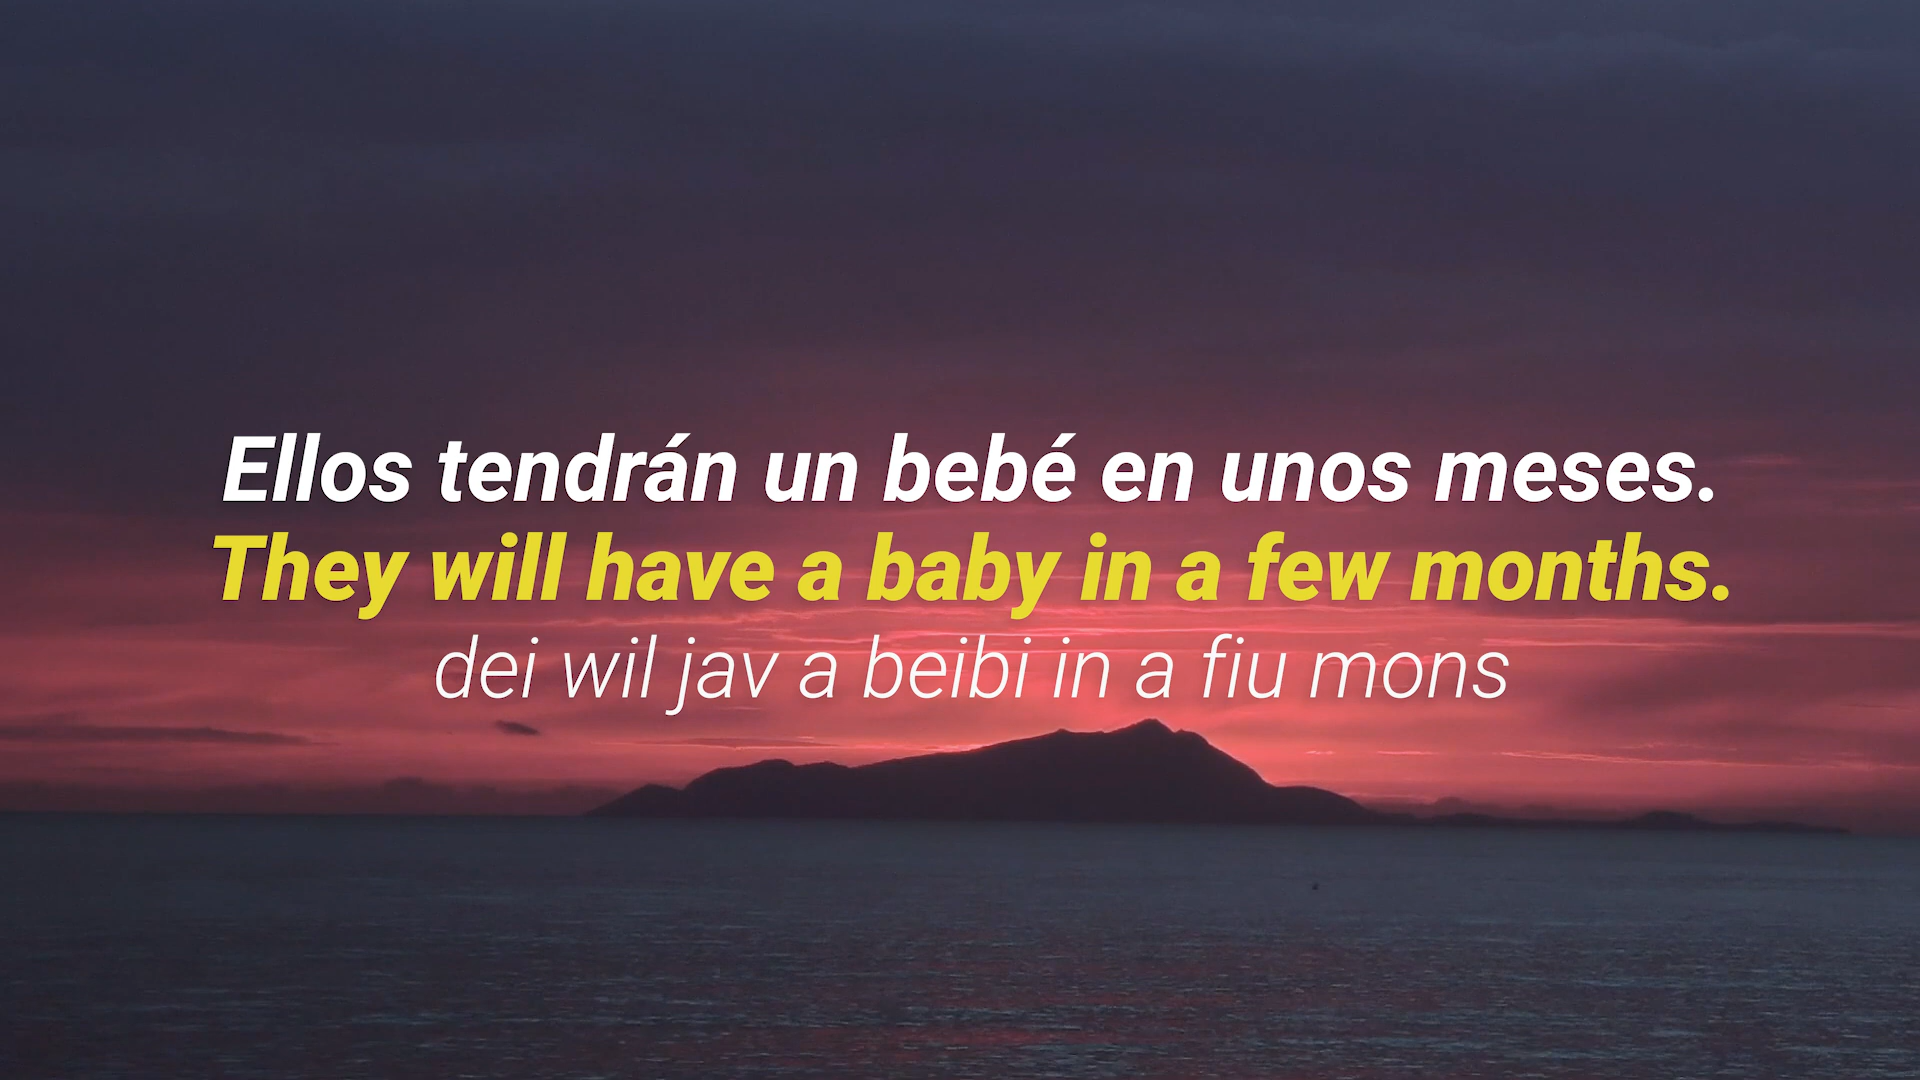 Ellos tendrán un bebé en unos meses.
They will have a baby in a few months.
dei wil jav a beibi in a fiu mons